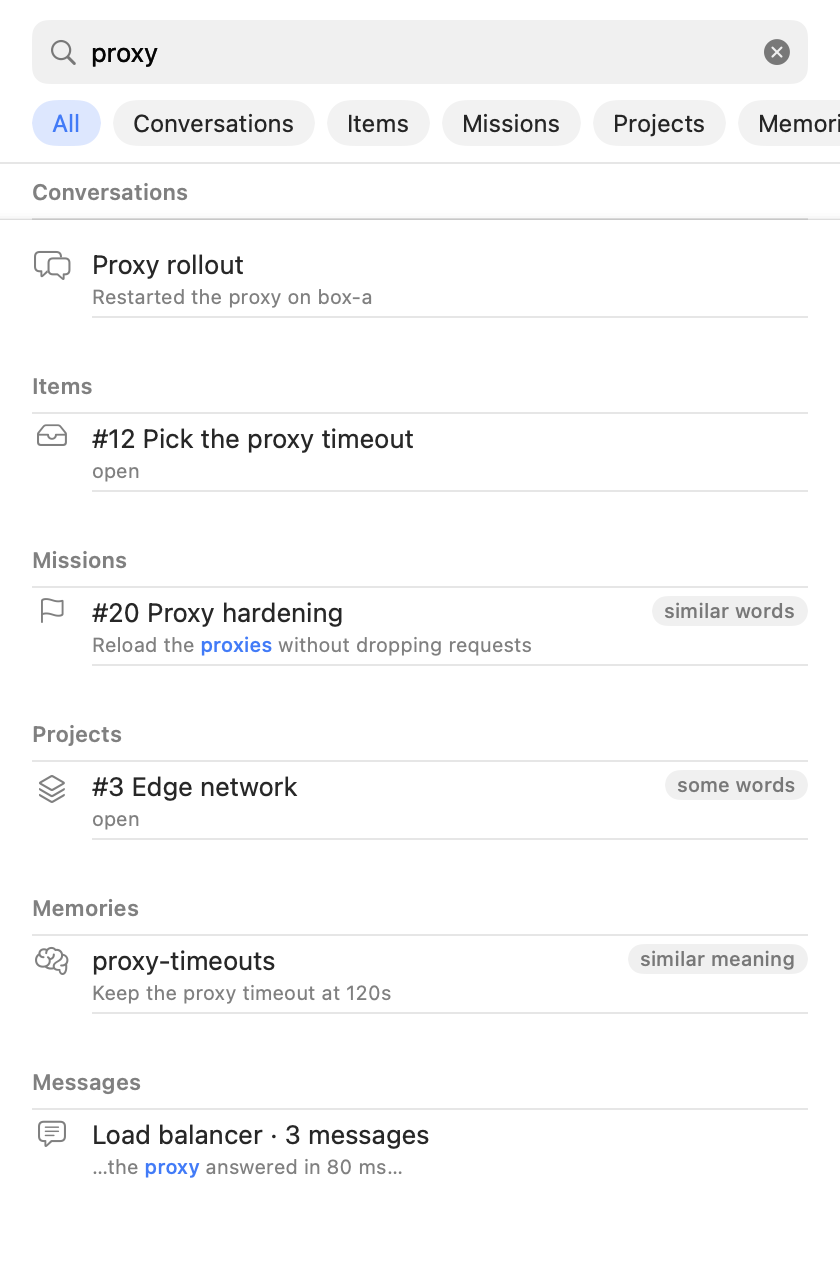 proxy
All Conversations Items Missions Projects Memori
Conversations
Proxy rollout
Restarted the proxy on box-a
Items
#12 Pick the proxy timeout
open
Missions
#20 Proxy hardening similar words
Reload the proxies without dropping requests
Projects
#3 Edge network some words
open
Memories
proxy-timeouts similar meaning
Keep the proxy timeout at 120s
Messages
Load balancer · 3 messages
…the proxy answered in 80 ms…